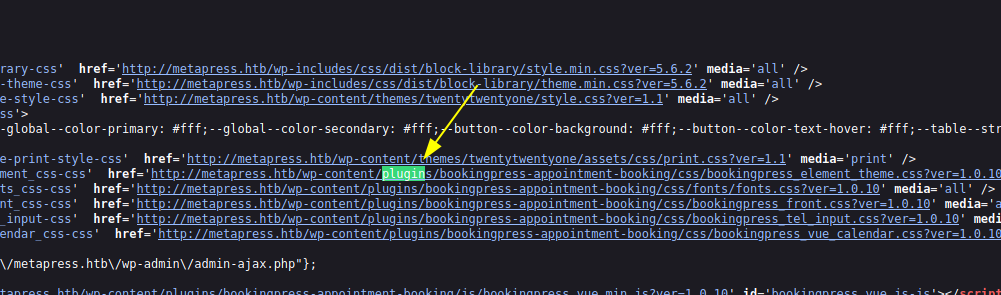 rary-css'  href='http://metapress.htb/wp-includes/css/dist/block-library/style.min.css?ver=5.6.2' media='all' />
-theme-css'  href='http://metapress.htb/wp-includes/css/dist/block-library/theme.min.css?ver=5.6.2' media='all' />
e-style-css'  href='http://metapress.htb/wp-content/themes/twentytwentyone/style.css?ver=1.1' media='all' />
ss'>
-global--color-primary: #fff;--global--color-secondary: #fff;--button--color-background: #fff;--button--color-text-hover: #fff;--table--str
e-print-style-css'  href='http://metapress.htb/wp-content/themes/twentytwentyone/assets/css/print.css?ver=1.1' media='print' />
ment_css-css'  href='http://metapress.htb/wp-content/plugins/bookingpress-appointment-booking/css/bookingpress_element_theme.css?ver=1.0.10
ts_css-css'  href='http://metapress.htb/wp-content/plugins/bookingpress-appointment-booking/css/fonts/fonts.css?ver=1.0.10' media='all' />
nt_css-css'  href='http://metapress.htb/wp-content/plugins/bookingpress-appointment-booking/css/bookingpress_front.css?ver=1.0.10' media='a
_input-css'  href='http://metapress.htb/wp-content/plugins/bookingpress-appointment-booking/css/bookingpress_tel_input.css?ver=1.0.10' medi
endar_css-css'  href='http://metapress.htb/wp-content/plugins/bookingpress-appointment-booking/css/bookingpress_vue_calendar.css?ver=1.0.10
\/metapress.htb\/wp-admin\/admin-ajax.php"};
etapress.htb/wp-content/plugins/bookingpress-appointment-booking/js/bookingpress_vue.min.js?ver=1.0.10' id='bookingpress_vue_js-js'></script